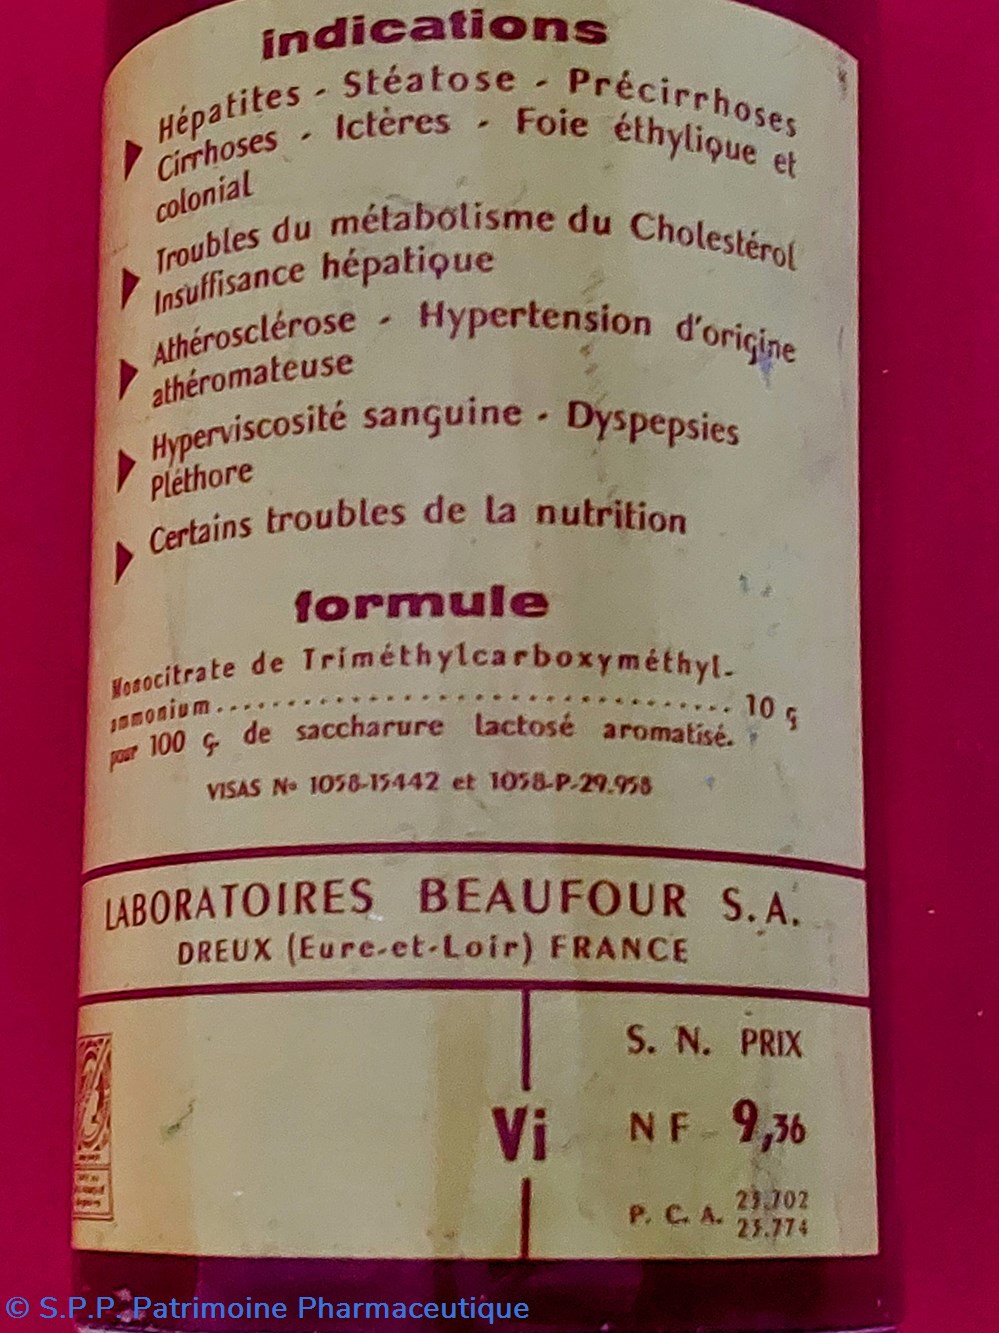 indications
Hépatites - Stéatose - Précirrhoses
Cirrhoses - Ictères - Foie éthylique et
colonial
Troubles du métabolisme du Cholestérol
Insuffisance hépatique
Athérosclérose - Hypertension d'origine
athéromateuse
Hyperviscosité sanguine - Dyspepsies
Pléthore
Certains troubles de la nutrition
formule
Monocitrate de Triméthylcarboxyméthyl-
ammonium.................................. 10 g
pour 100 g. de saccharure lactosé aromatisé.
VISAS No 1058-15442 et 1058-P-29.958
LABORATOIRES BEAUFOUR S.A.
DREUX (Eure-et-Loir) FRANCE
S. N. PRIX
Vi NF 9,36
P. C. A. 25.702
25.774
© S.P.P. Patrimoine Pharmaceutique